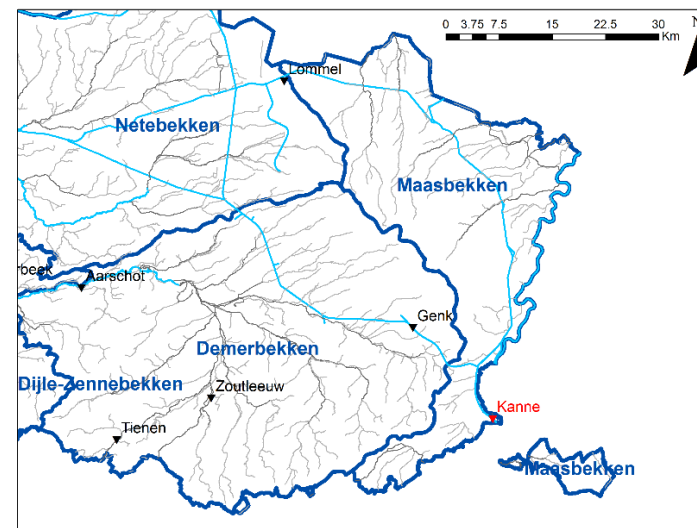 0 3.75 7.5 15 22.5 30
Km
N
Lommel
Netebekken
Maasbekken
rbeek
Aarschot
Genk
Demerbekken
Dijle-Zennebekken
Zoutleeuw
Kanne
Tienen
Maasbekken